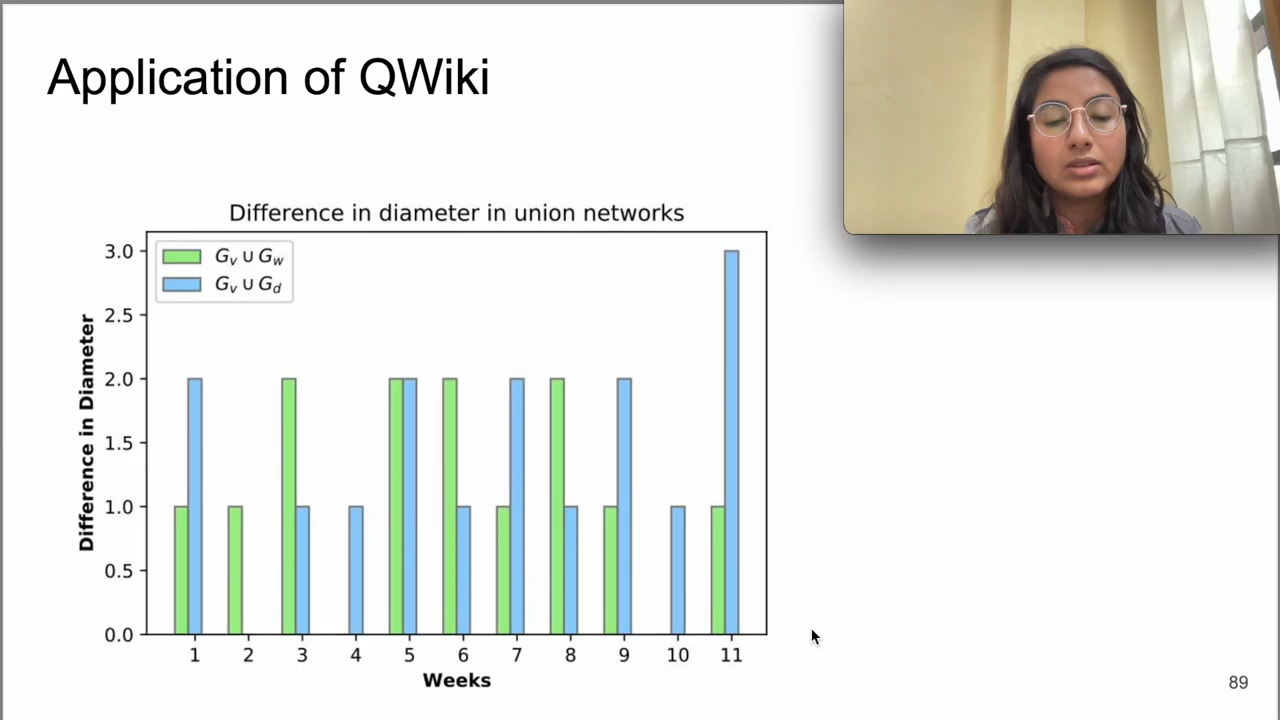 Application of QWiki
Difference in diameter in union networks
3.0
2.5
2.0
1.5
1.0
0.5
0.0
Difference in Diameter
Gv ∪ Gw
Gv ∪ Gd
1 2 3 4 5 6 7 8 9 10 11
Weeks
89